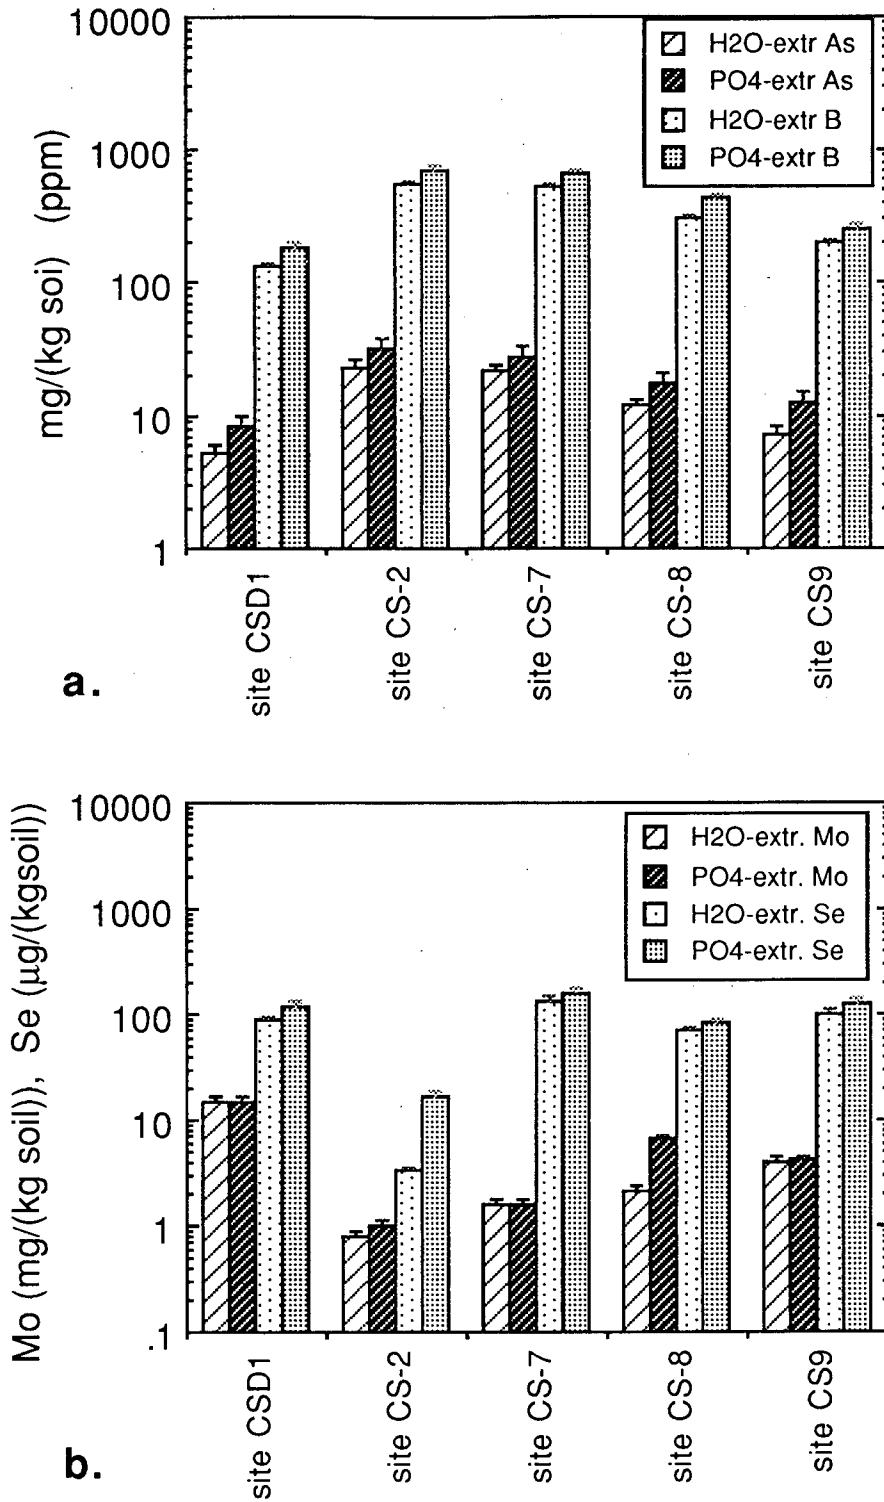 10000
1000
100
10
1
mg/(kg soi) (ppm)
H2O-extr As
PO4-extr As
H2O-extr B
PO4-extr B
site CSD1
site CS-2
site CS-7
site CS-8
site CS9
a.
10000
1000
100
10
1
.1
Mo (mg/(kg soil)), Se (µg/(kgsoil))
H2O-extr. Mo
PO4-extr. Mo
H2O-extr. Se
PO4-extr. Se
site CSD1
site CS-2
site CS-7
site CS-8
site CS9
b.